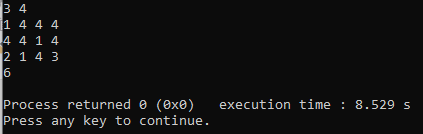 3 4
1 4 4 4
4 4 1 4
2 1 4 3
6
Process returned 0 (0x0)   execution time : 8.529 s
Press any key to continue.